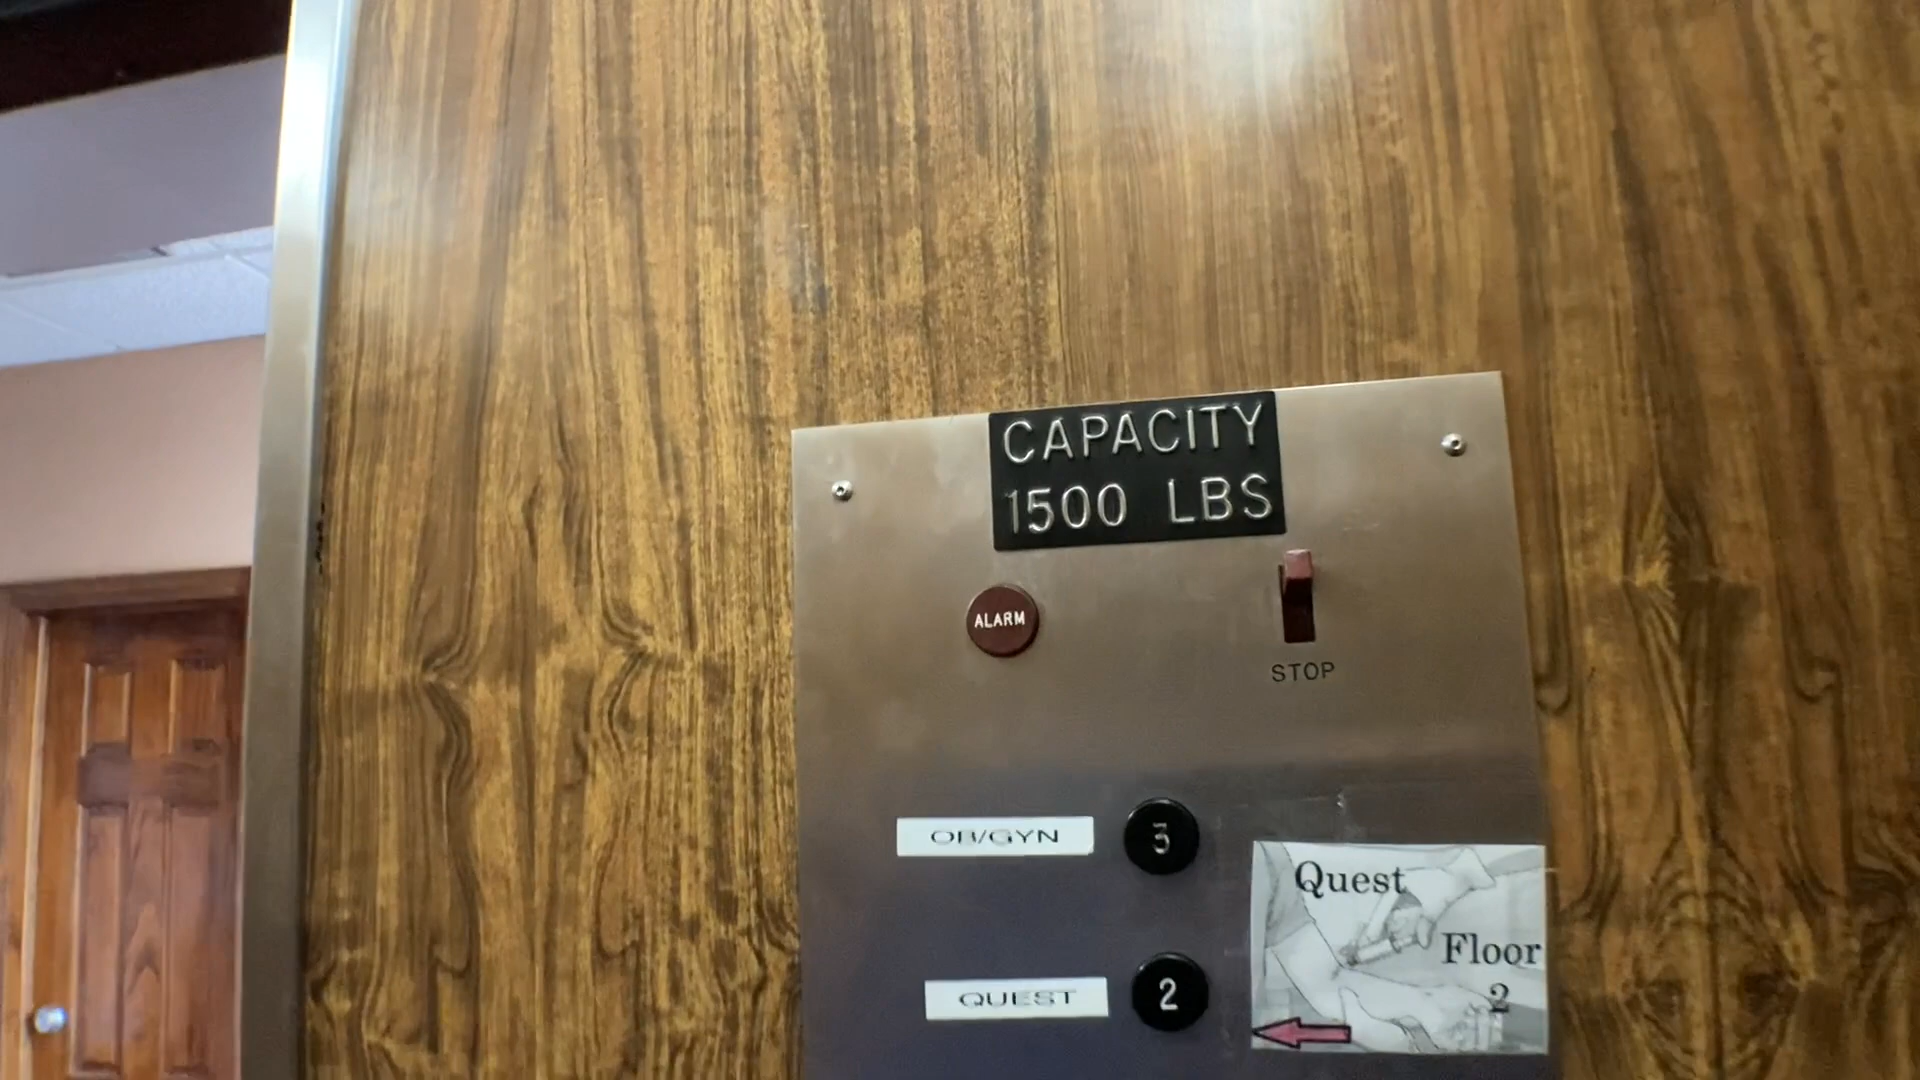 CAPACITY
1500 LBS
ALARM
STOP
OB/GYN
3
Quest
Floor
2
QUEST
2